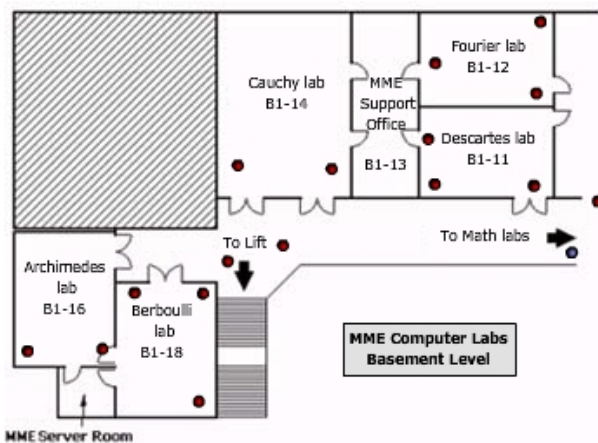 Fourier lab
B1-12
Cauchy lab
B1-14
MME
Support
Office
B1-13
Descartes lab
B1-11
To Lift
To Math labs
Archimedes
lab
B1-16
Berboulli
lab
B1-18
MME Computer Labs
Basement Level
MME Server Room